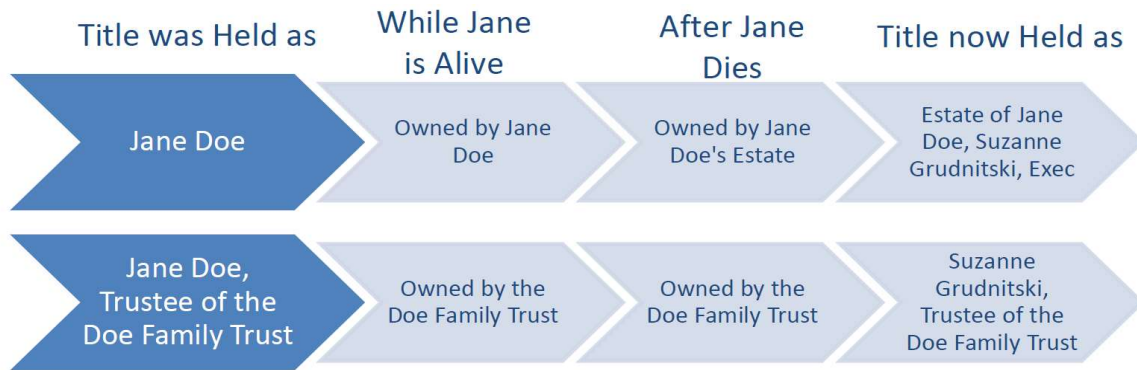 Title was Held as
While Jane
is Alive
After Jane
Dies
Title now Held as
Jane Doe
Owned by Jane
Doe
Owned by Jane
Doe's Estate
Estate of Jane
Doe, Suzanne
Grudnitski, Exec
Jane Doe,
Trustee of the
Doe Family Trust
Owned by the
Doe Family Trust
Owned by the
Doe Family Trust
Suzanne
Grudnitski,
Trustee of the
Doe Family Trust